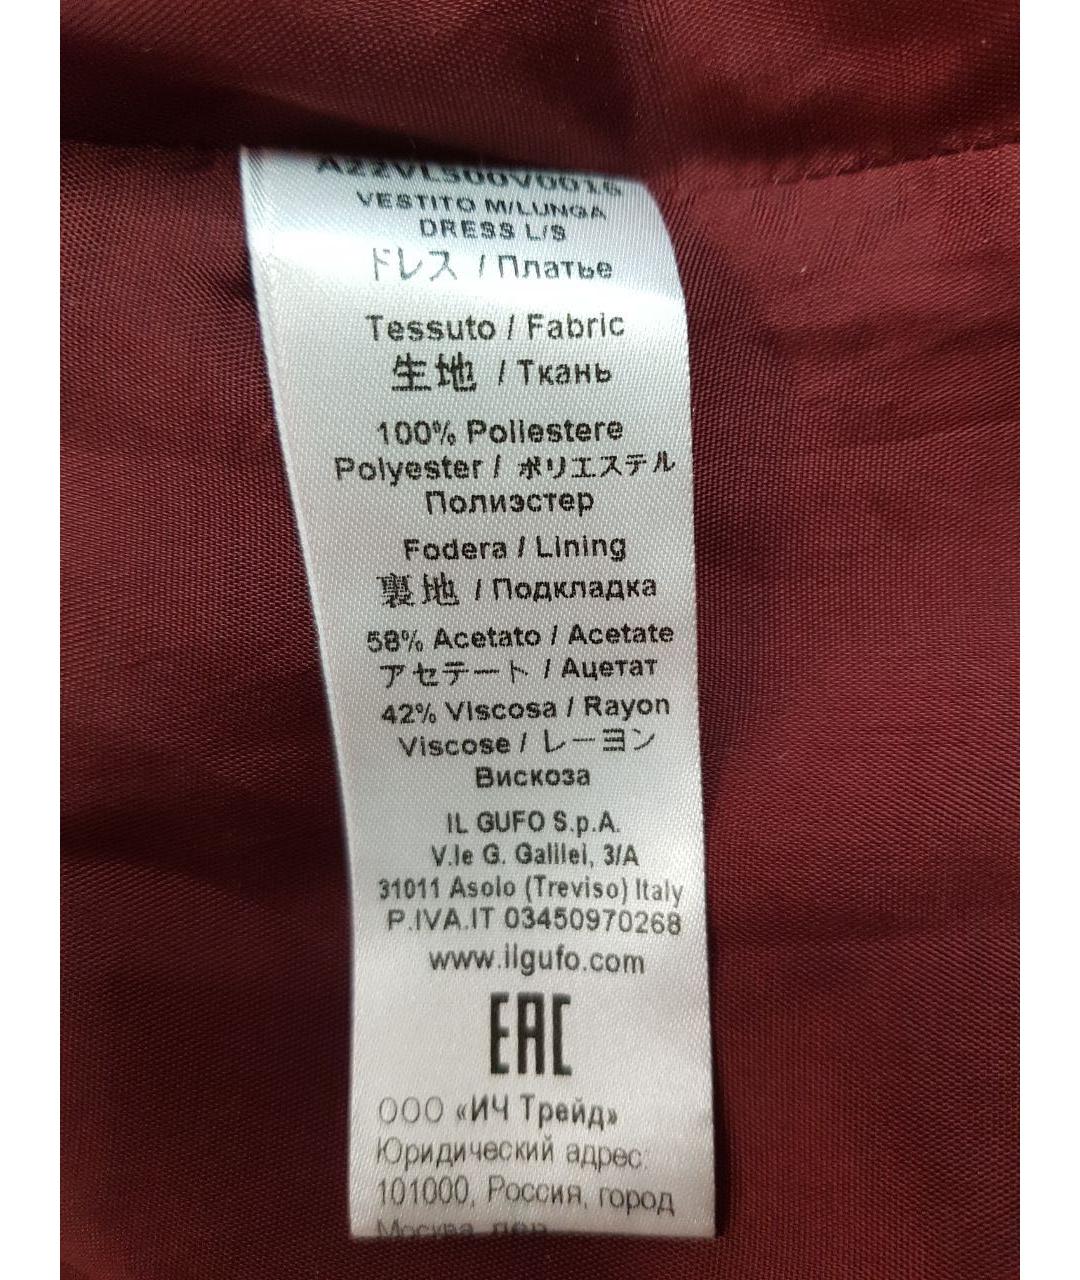 A22VL500V0016
VESTITO M/LUNGA
DRESS L/S
ドレス / Платье
Tessuto / Fabric
生地 / Ткань
100% Poliestere
Polyester / ポリエステル
Полиэстер
Fodera / Lining
裏地 / Подкладка
58% Acetato / Acetate
アセテート / Ацетат
42% Viscosa / Rayon
Viscose / レーヨン
Вискоза
IL GUFO S.p.A.
V.le G. Galilei, 3/A
31011 Asolo (Treviso) Italy
P.IVA.IT 03450970268
www.ilgufo.com
EAC
ООО «ИЧ Трейд»
Юридический адрес:
101000, Россия, город
Москва, пер.